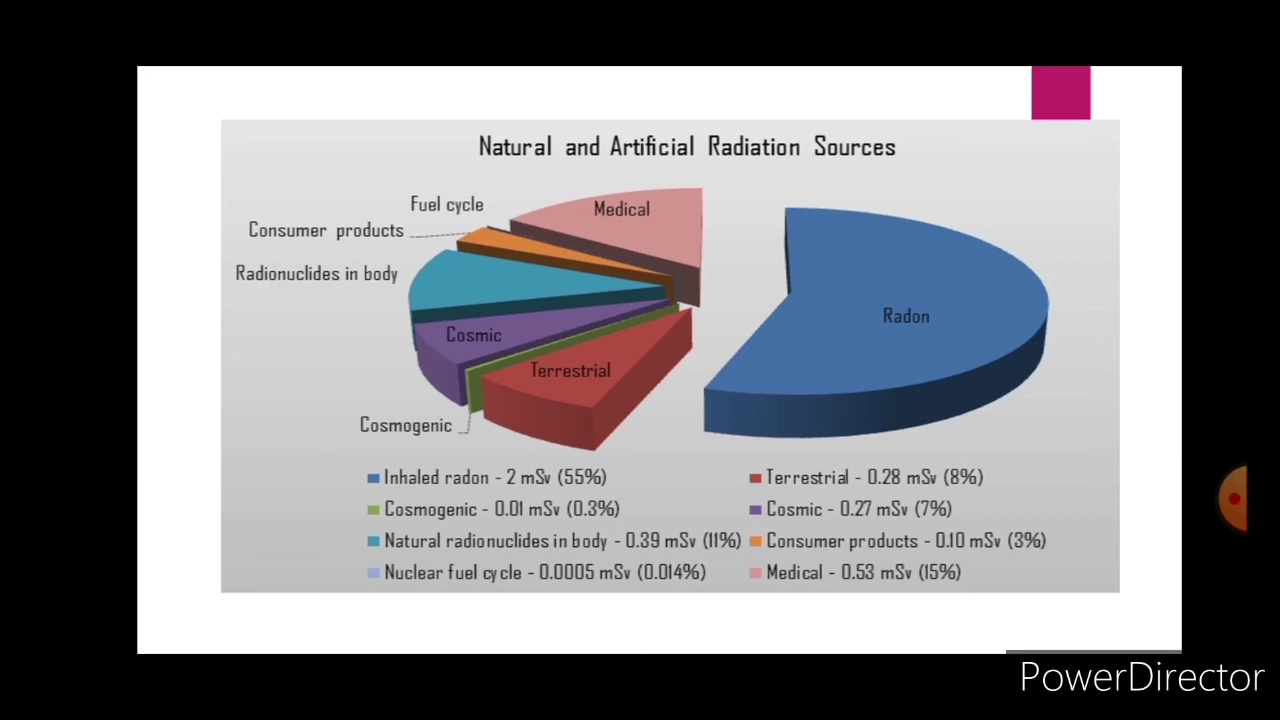 Natural and Artificial Radiation Sources
Fuel cycle
Medical
Consumer products
Radionuclides in body
Radon
Cosmic
Terrestrial
Cosmogenic
Inhaled radon - 2 mSv (55%)
Terrestrial - 0.28 mSv (8%)
Cosmogenic - 0.01 mSv (0.3%)
Cosmic - 0.27 mSv (7%)
Natural radionuclides in body - 0.39 mSv (11%)
Consumer products - 0.10 mSv (3%)
Nuclear fuel cycle - 0.0005 mSv (0.014%)
Medical - 0.53 mSv (15%)
PowerDirector